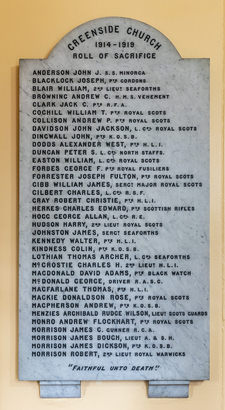 GREENSIDE CHURCH
1914-1919
ROLL OF SACRIFICE
ANDERSON JOHN J. S.S. MINORCA
BLACKLOCK JOSEPH, PTE GORDONS
BLAIR WILLIAM, 2ND LIEUT SEAFORTHS
BROWNING ANDREW C. H.M.S. VEHEMENT
CLARK JACK C. PTE R.F.A.
COGHILL WILLIAM T. PTE ROYAL SCOTS
COLLISON ANDREW P. PTE ROYAL SCOTS
DAVIDSON JOHN JACKSON, L. CPL ROYAL SCOTS
DINGWALL JOHN, PTE K.O.S.B.
DODDS ALEXANDER WEST, PTE H.L.I.
DUNCAN PETER S. L. CPL NORTH STAFFS.
EASTON WILLIAM, L. CPL ROYAL SCOTS
FORBES GEORGE F. PTE ROYAL FUSILIERS
FORRESTER JOSEPH FULTON, PTE ROYAL SCOTS
GIBB WILLIAM JAMES, SERGT MAJOR ROYAL SCOTS
GILBERT CHARLES, L. CPL R.S.F.
GRAY ROBERT CHRISTIE, PTE H.L.I.
HERKES CHARLES EDWARD, PTE SCOTTISH RIFLES
HOGG GEORGE ALLAN, L. CPL R.E.
HUDSON HARRY, 2ND LIEUT ROYAL SCOTS
JOHNSTON JAMES, SERGT SEAFORTHS
KENNEDY WALTER, PTE H.L.I.
KINDNESS COLIN, PTE K.O.S.B.
LOTHIAN THOMAS ARCHER, L. CPL SEAFORTHS
MCCROSTIE CHARLES H. 2ND LIEUT H.L.I.
MACDONALD DAVID ADAMS, PTE BLACK WATCH
MCDONALD GEORGE, DRIVER R.A.S.C.
MACFARLANE THOMAS, PTE H.L.I.
MACKIE DONALDSON ROSE, PTE ROYAL SCOTS
MACPHERSON ANDREW, PTE K.O.S.B.
MENZIES ARCHIBALD RUDGE WILSON, LIEUT SCOTS GUARDS
MONRO ANDREW FLOCKHART, PTE ROYAL SCOTS
MORRISON JAMES C. GUNNER R.G.A.
MORRISON JAMES GOUGH, LIEUT A. & S.H.
MORRISON JAMES DICKSON, PTE K.O.S.B.
MORRISON ROBERT, 2ND LIEUT ROYAL WARWICKS
"FAITHFUL UNTO DEATH"